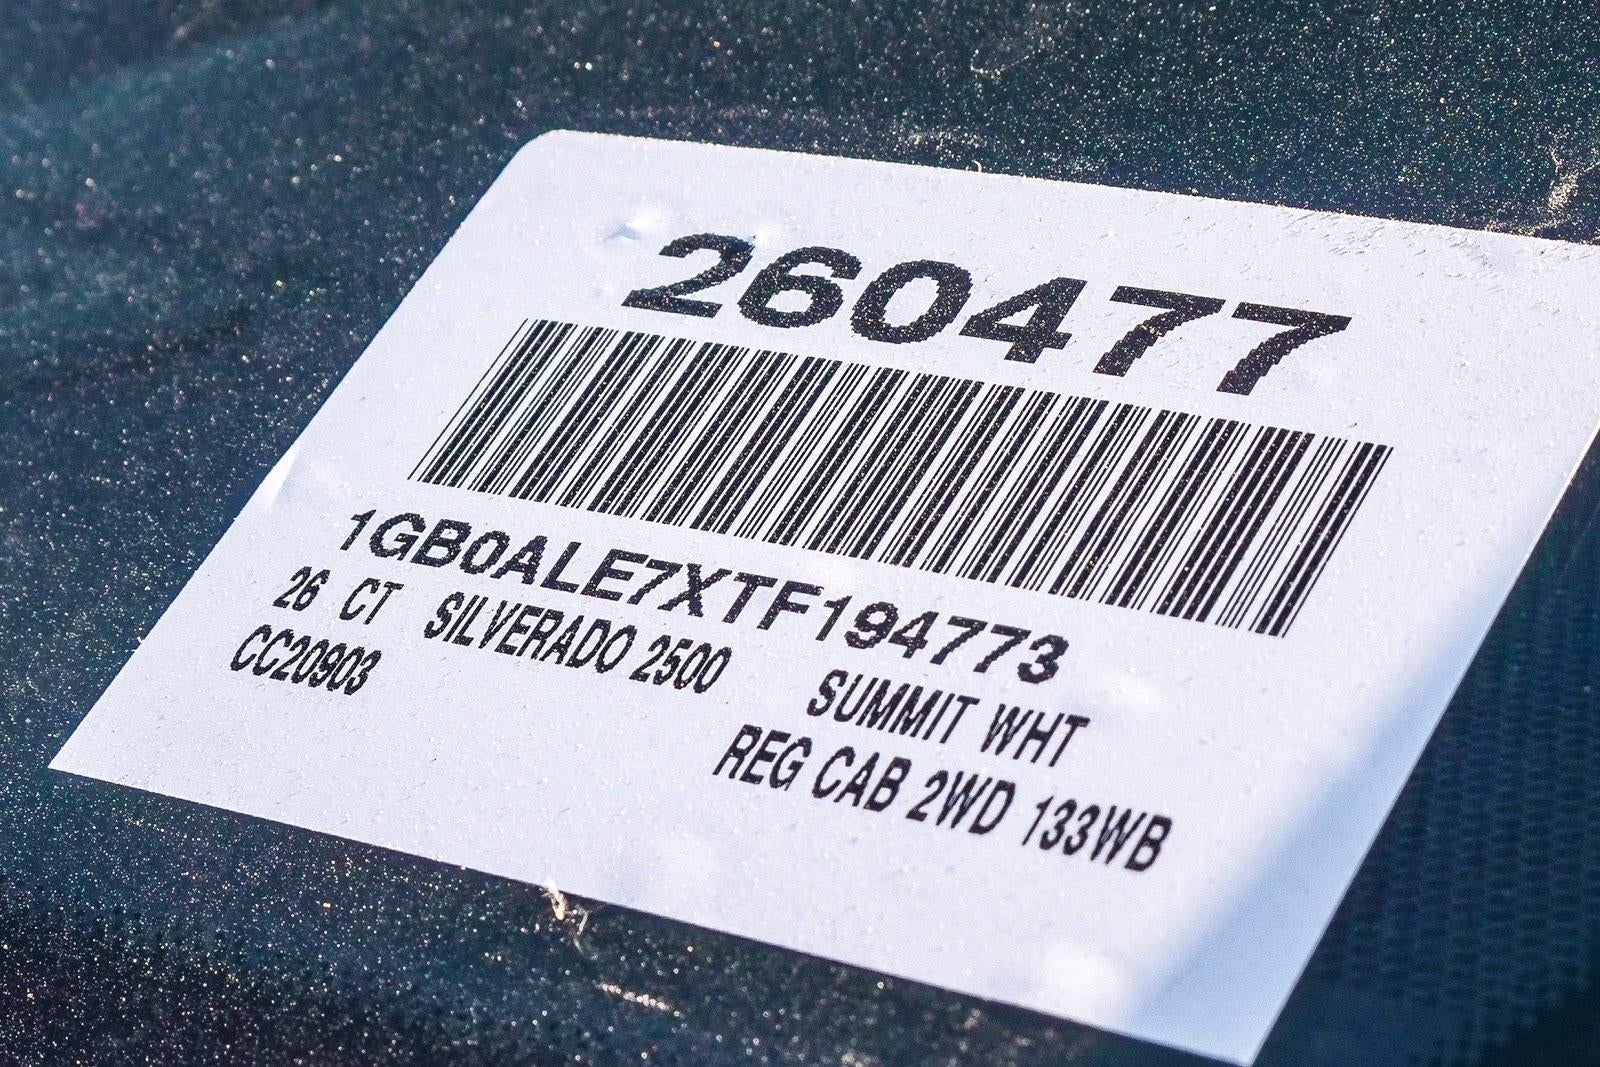 260477
1GB0ALE7XTF194773
26 CT SILVERADO 2500 SUMMIT WHT
CC20903 REG CAB 2WD 133WB